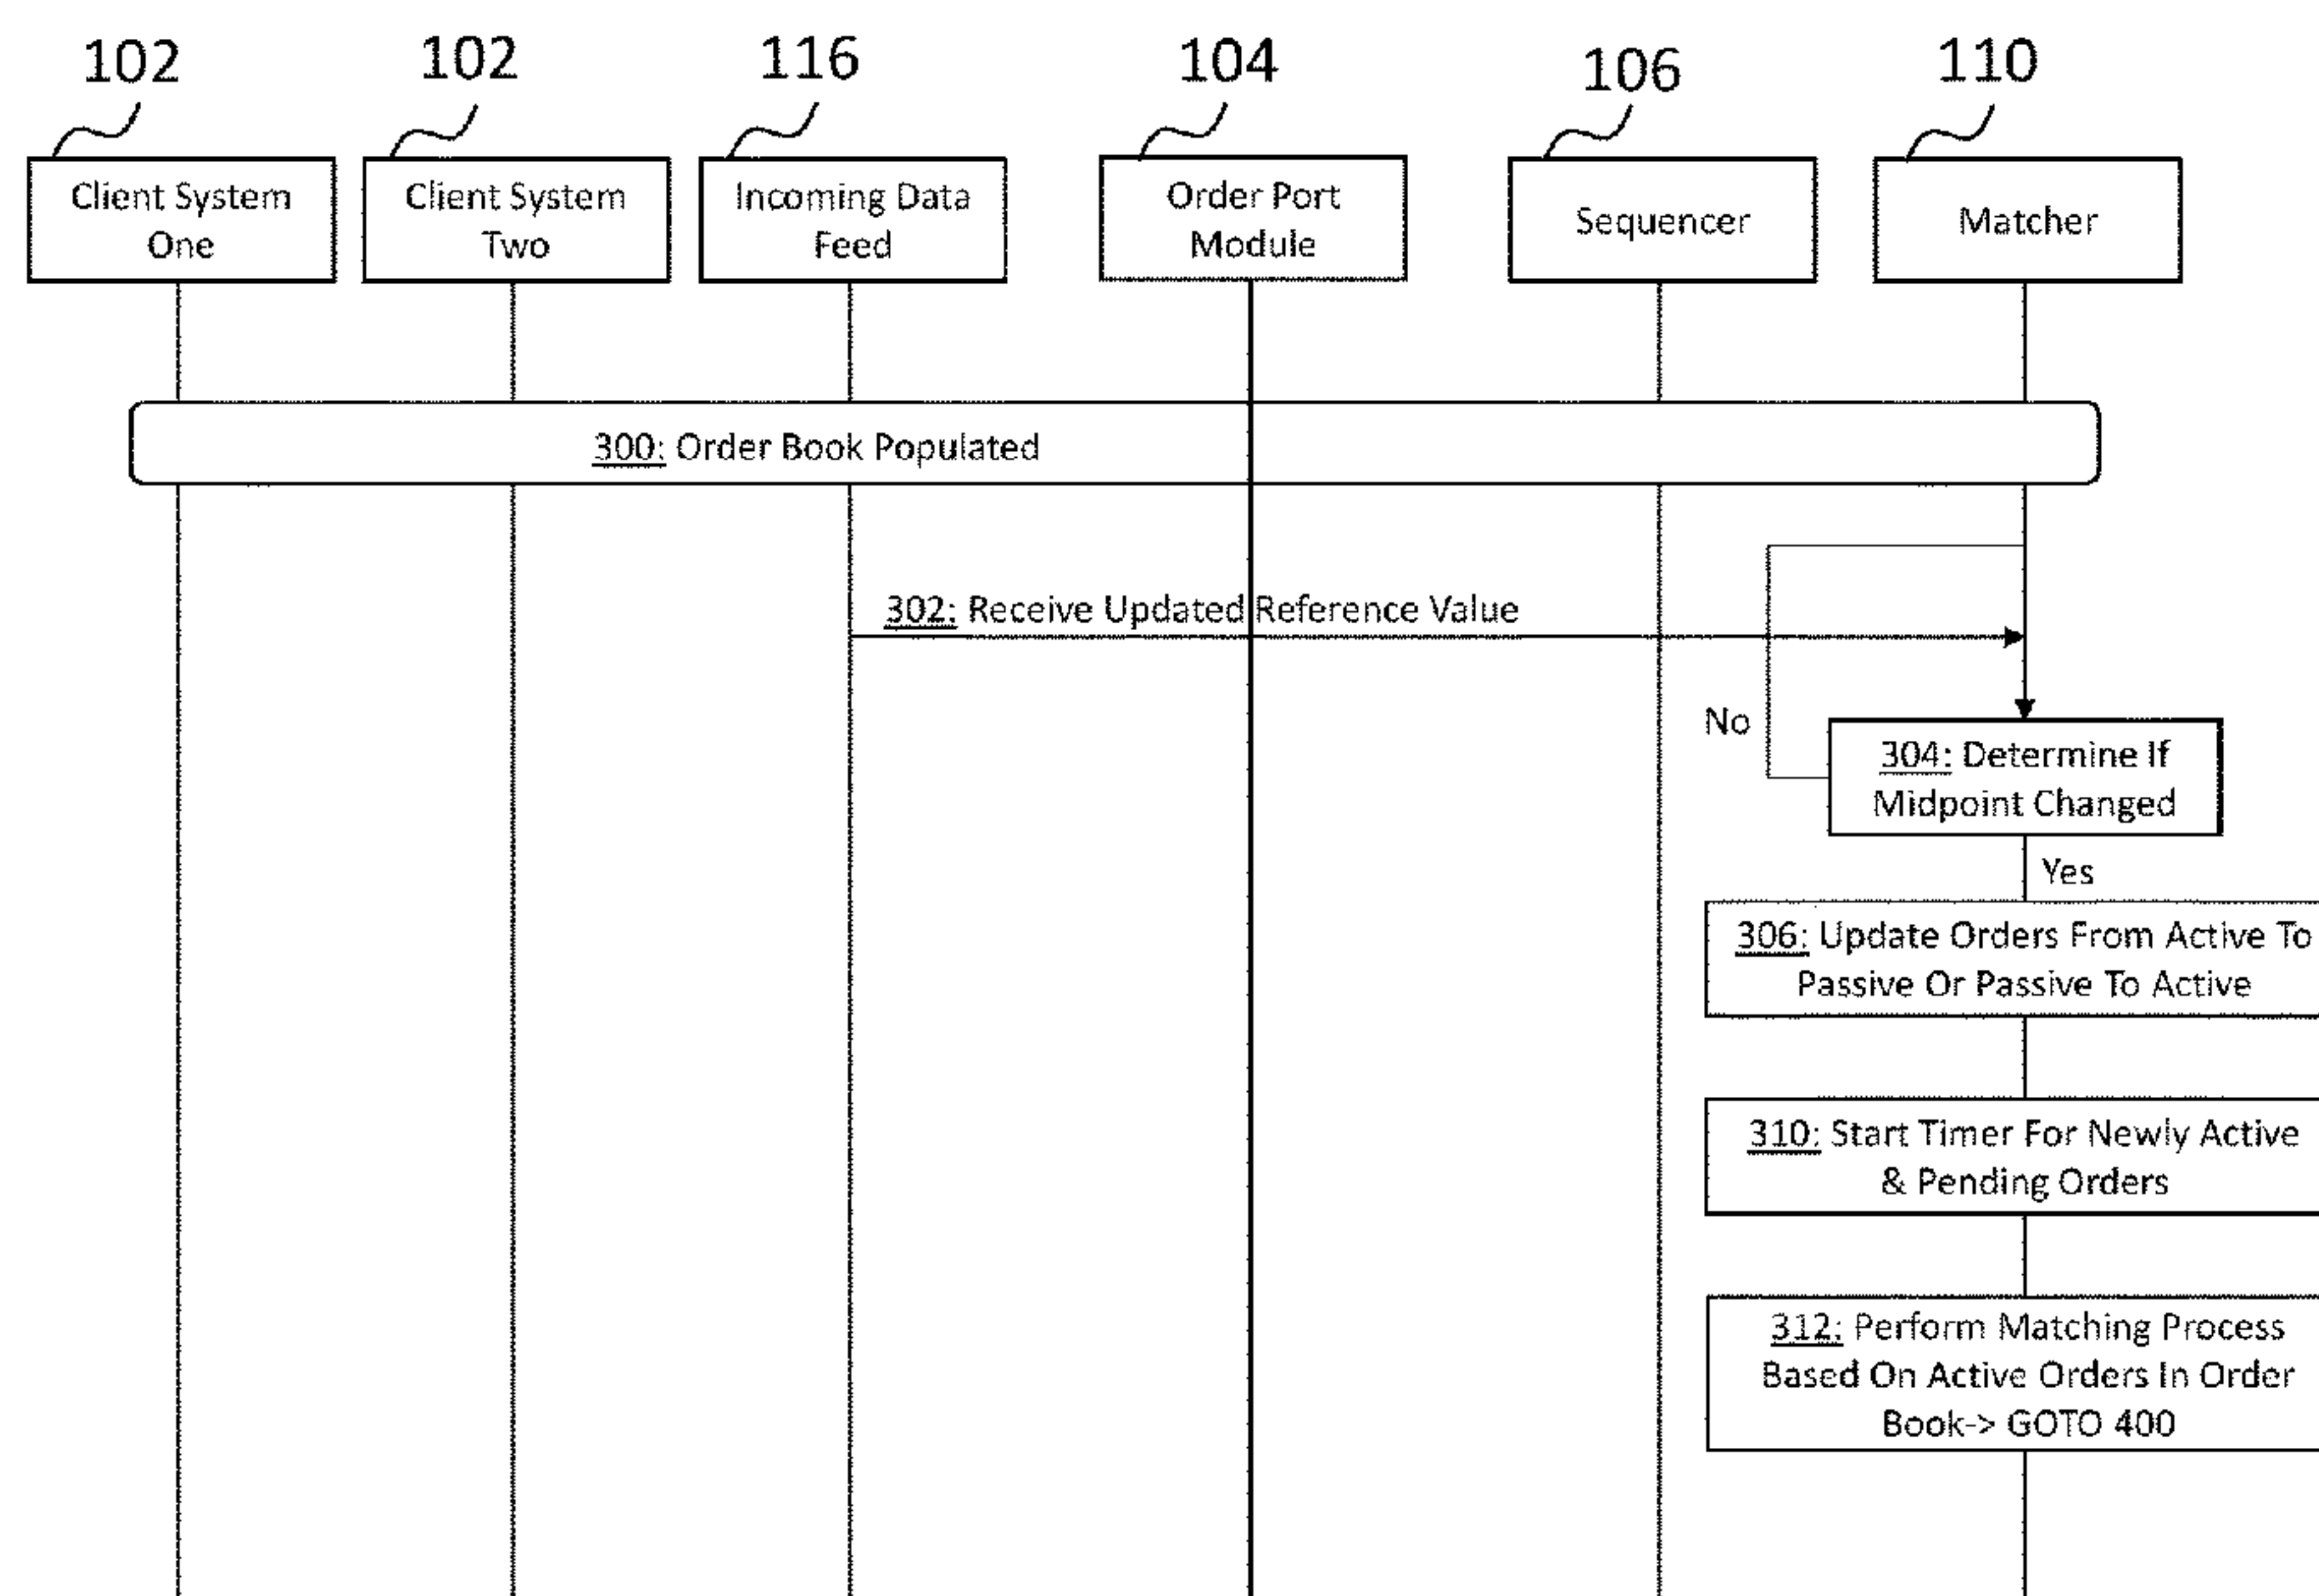 102
102
116
104
106
110
Client System
One
Client System
Two
Incoming Data
Feed
Order Port
Module
Sequencer
Matcher
300: Order Book Populated
302: Receive Updated Reference Value
No
304: Determine If
Midpoint Changed
Yes
306: Update Orders From Active To
Passive Or Passive To Active
310: Start Timer For Newly Active
& Pending Orders
312: Perform Matching Process
Based On Active Orders In Order
Book-> GOTO 400